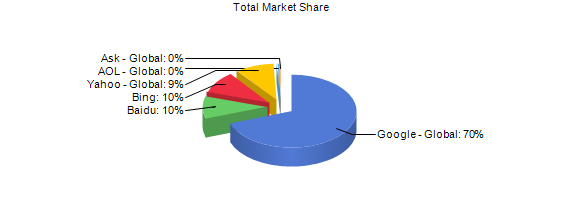 Total Market Share
Ask - Global: 0%
AOL - Global: 0%
Yahoo - Global: 9%
Bing: 10%
Baidu: 10%
Google - Global: 70%